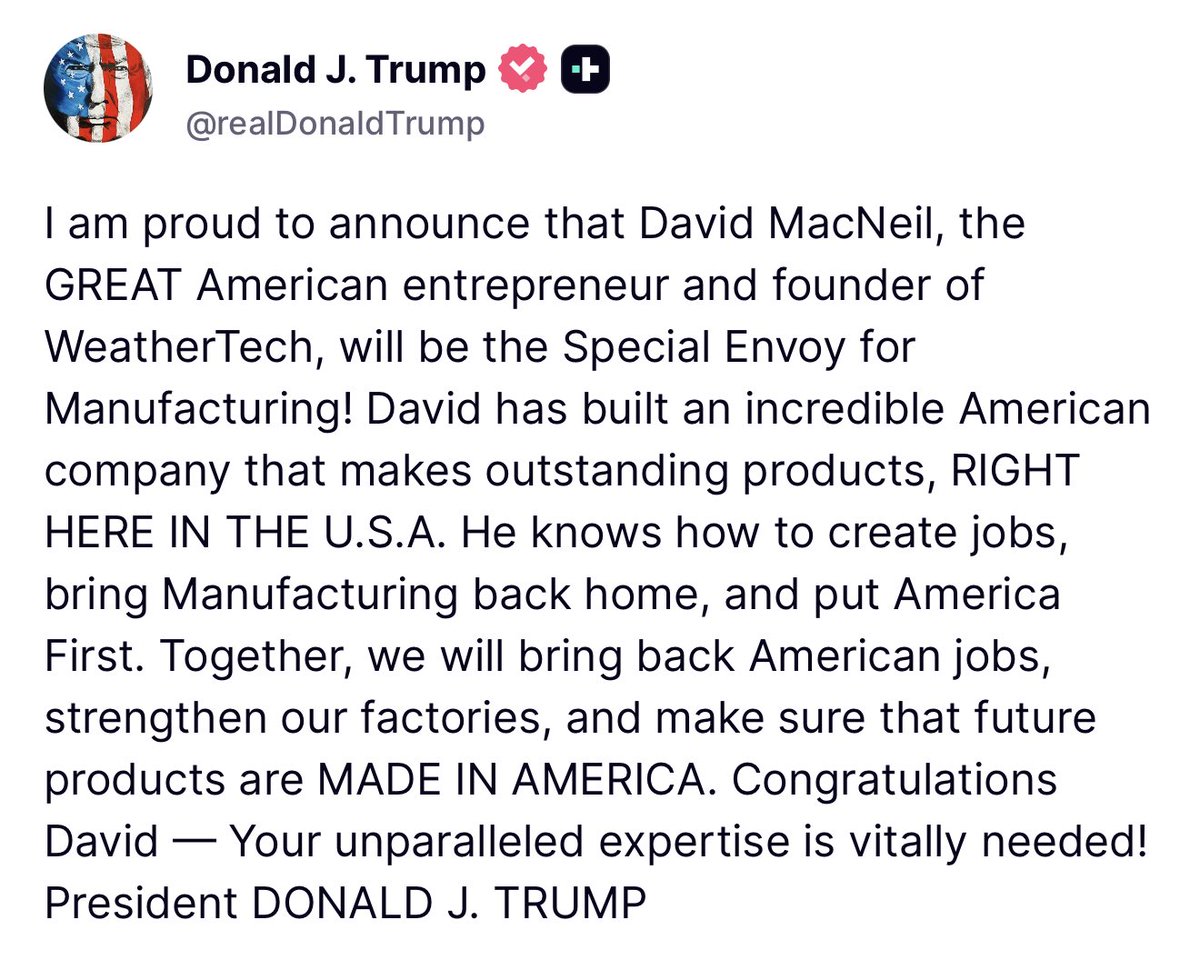 Donald J. Trump
@realDonaldTrump
I am proud to announce that David MacNeil, the
GREAT American entrepreneur and founder of
WeatherTech, will be the Special Envoy for
Manufacturing! David has built an incredible American
company that makes outstanding products, RIGHT
HERE IN THE U.S.A. He knows how to create jobs,
bring Manufacturing back home, and put America
First. Together, we will bring back American jobs,
strengthen our factories, and make sure that future
products are MADE IN AMERICA. Congratulations
David — Your unparalleled expertise is vitally needed!
President DONALD J. TRUMP